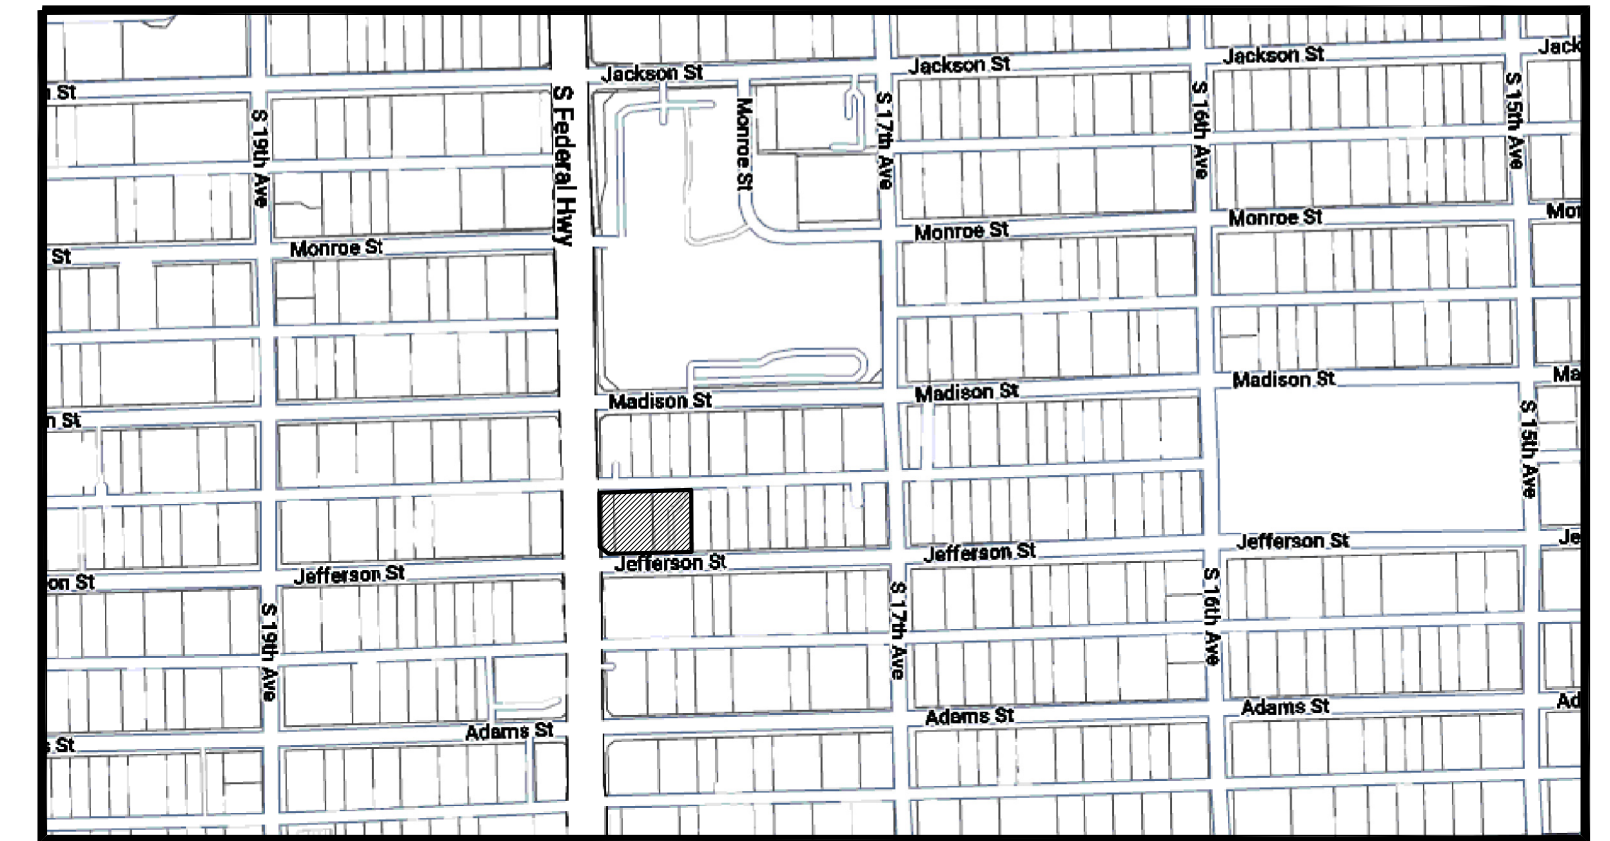 Jack
Jackson St
Jackson St
Jackson St
St
S Federal Hwy
Monroe St
S 17th Ave
S 16th Ave
S 15th Ave
S 19th Ave
Mon
Monroe St
Monroe St
Monroe St
St
Ma
Madison St
Madison St
Madison St
n St
S 15th Ave
Je
Jefferson St
Jefferson St
Jefferson St
Jefferson St
on St
S 16th Ave
S 17th Ave
S 19th Ave
Ad
Adams St
Adams St
Adams St
s St